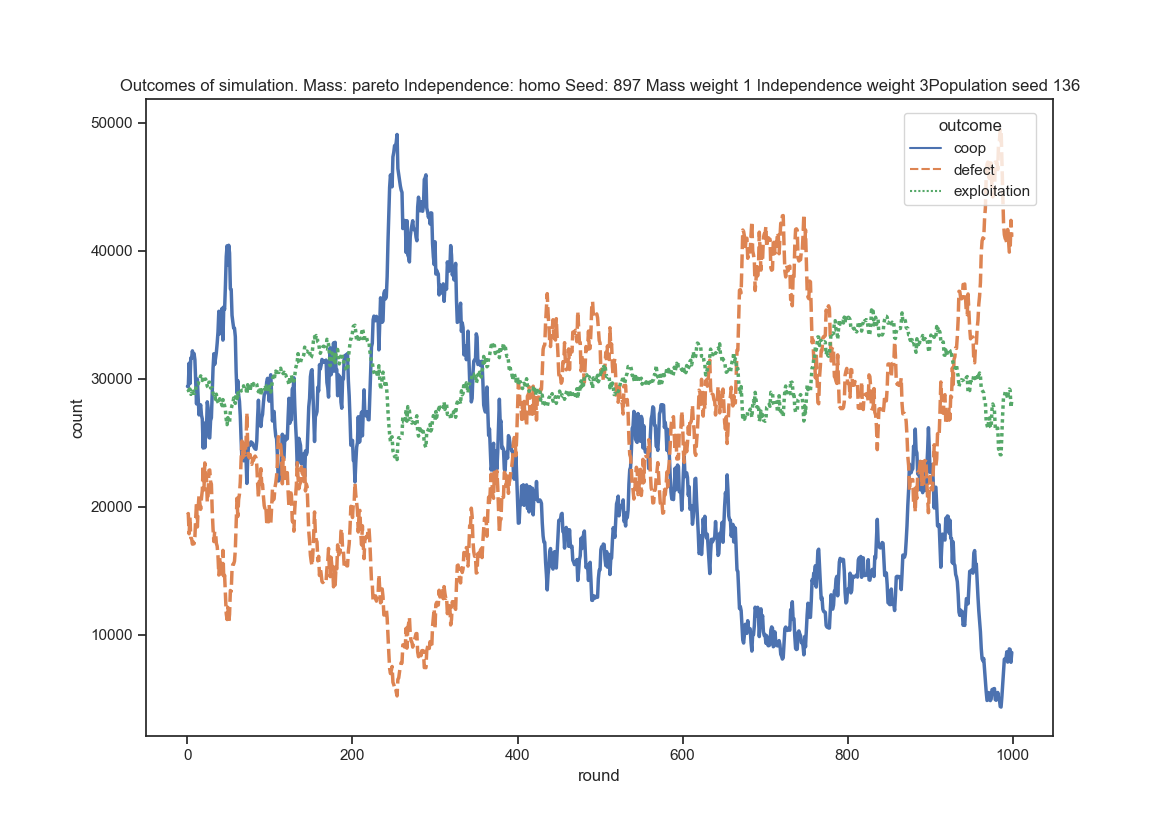 Outcomes of simulation. Mass: pareto Independence: homo Seed: 897 Mass weight 1 Independence weight 3Population seed 136
50000
40000
30000
20000
10000
count
outcome
coop
defect
exploitation
0
200
400
600
800
1000
round